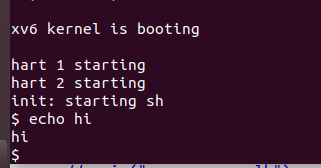 xv6 kernel is booting
hart 1 starting
hart 2 starting
init: starting sh
$ echo hi
hi
$